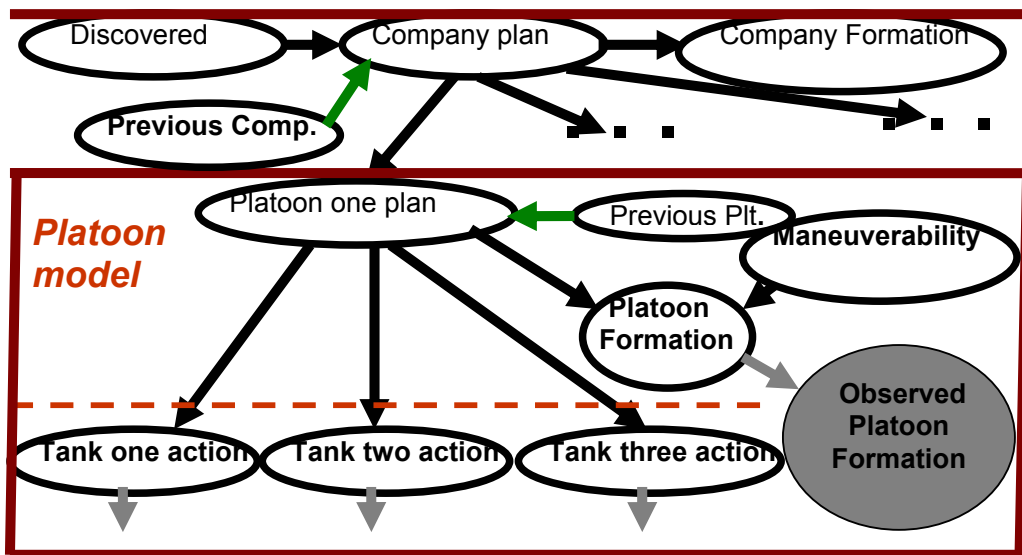 Discovered
Company plan
Company Formation
Previous Comp.
Platoon one plan
Previous Plt.
Maneuverability
Platoon
model
Platoon
Formation
Observed
Platoon
Formation
Tank one action
Tank two action
Tank three action